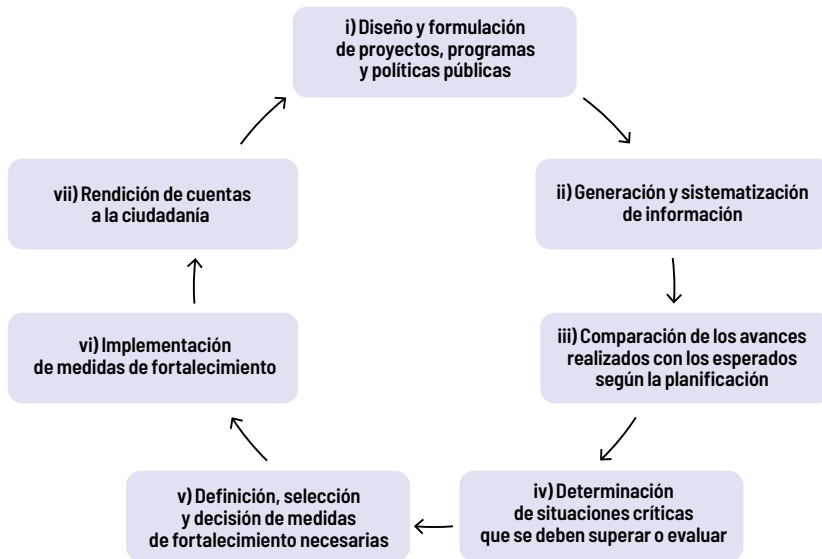 i) Diseño y formulación
de proyectos, programas
y políticas públicas
ii) Generación y sistematización
de información
iii) Comparación de los avances
realizados con los esperados
según la planificación
iv) Determinación
de situaciones críticas
que se deben superar o evaluar
v) Definición, selección
y decisión de medidas
de fortalecimiento necesarias
vi) Implementación
de medidas de fortalecimiento
vii) Rendición de cuentas
a la ciudadanía